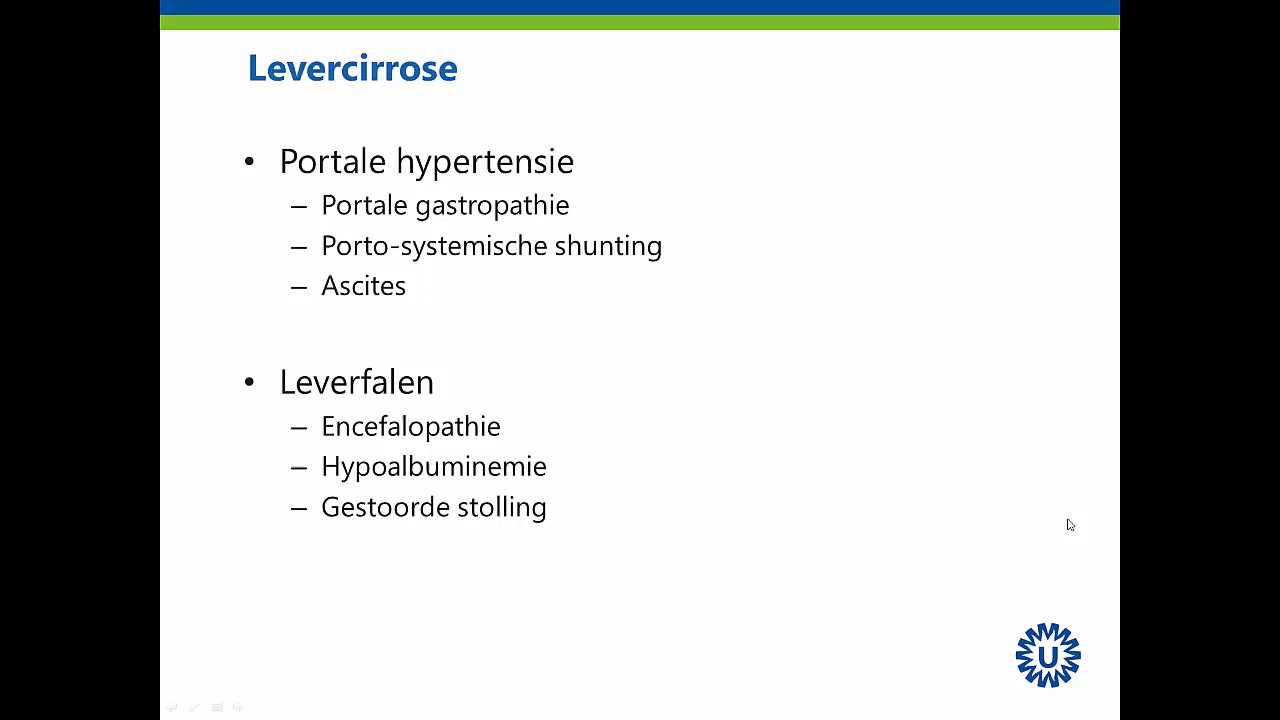 Levercirrose
• Portale hypertensie
– Portale gastropathie
– Porto-systemische shunting
– Ascites
• Leverfalen
– Encefalopathie
– Hypoalbuminemie
– Gestoorde stolling
U